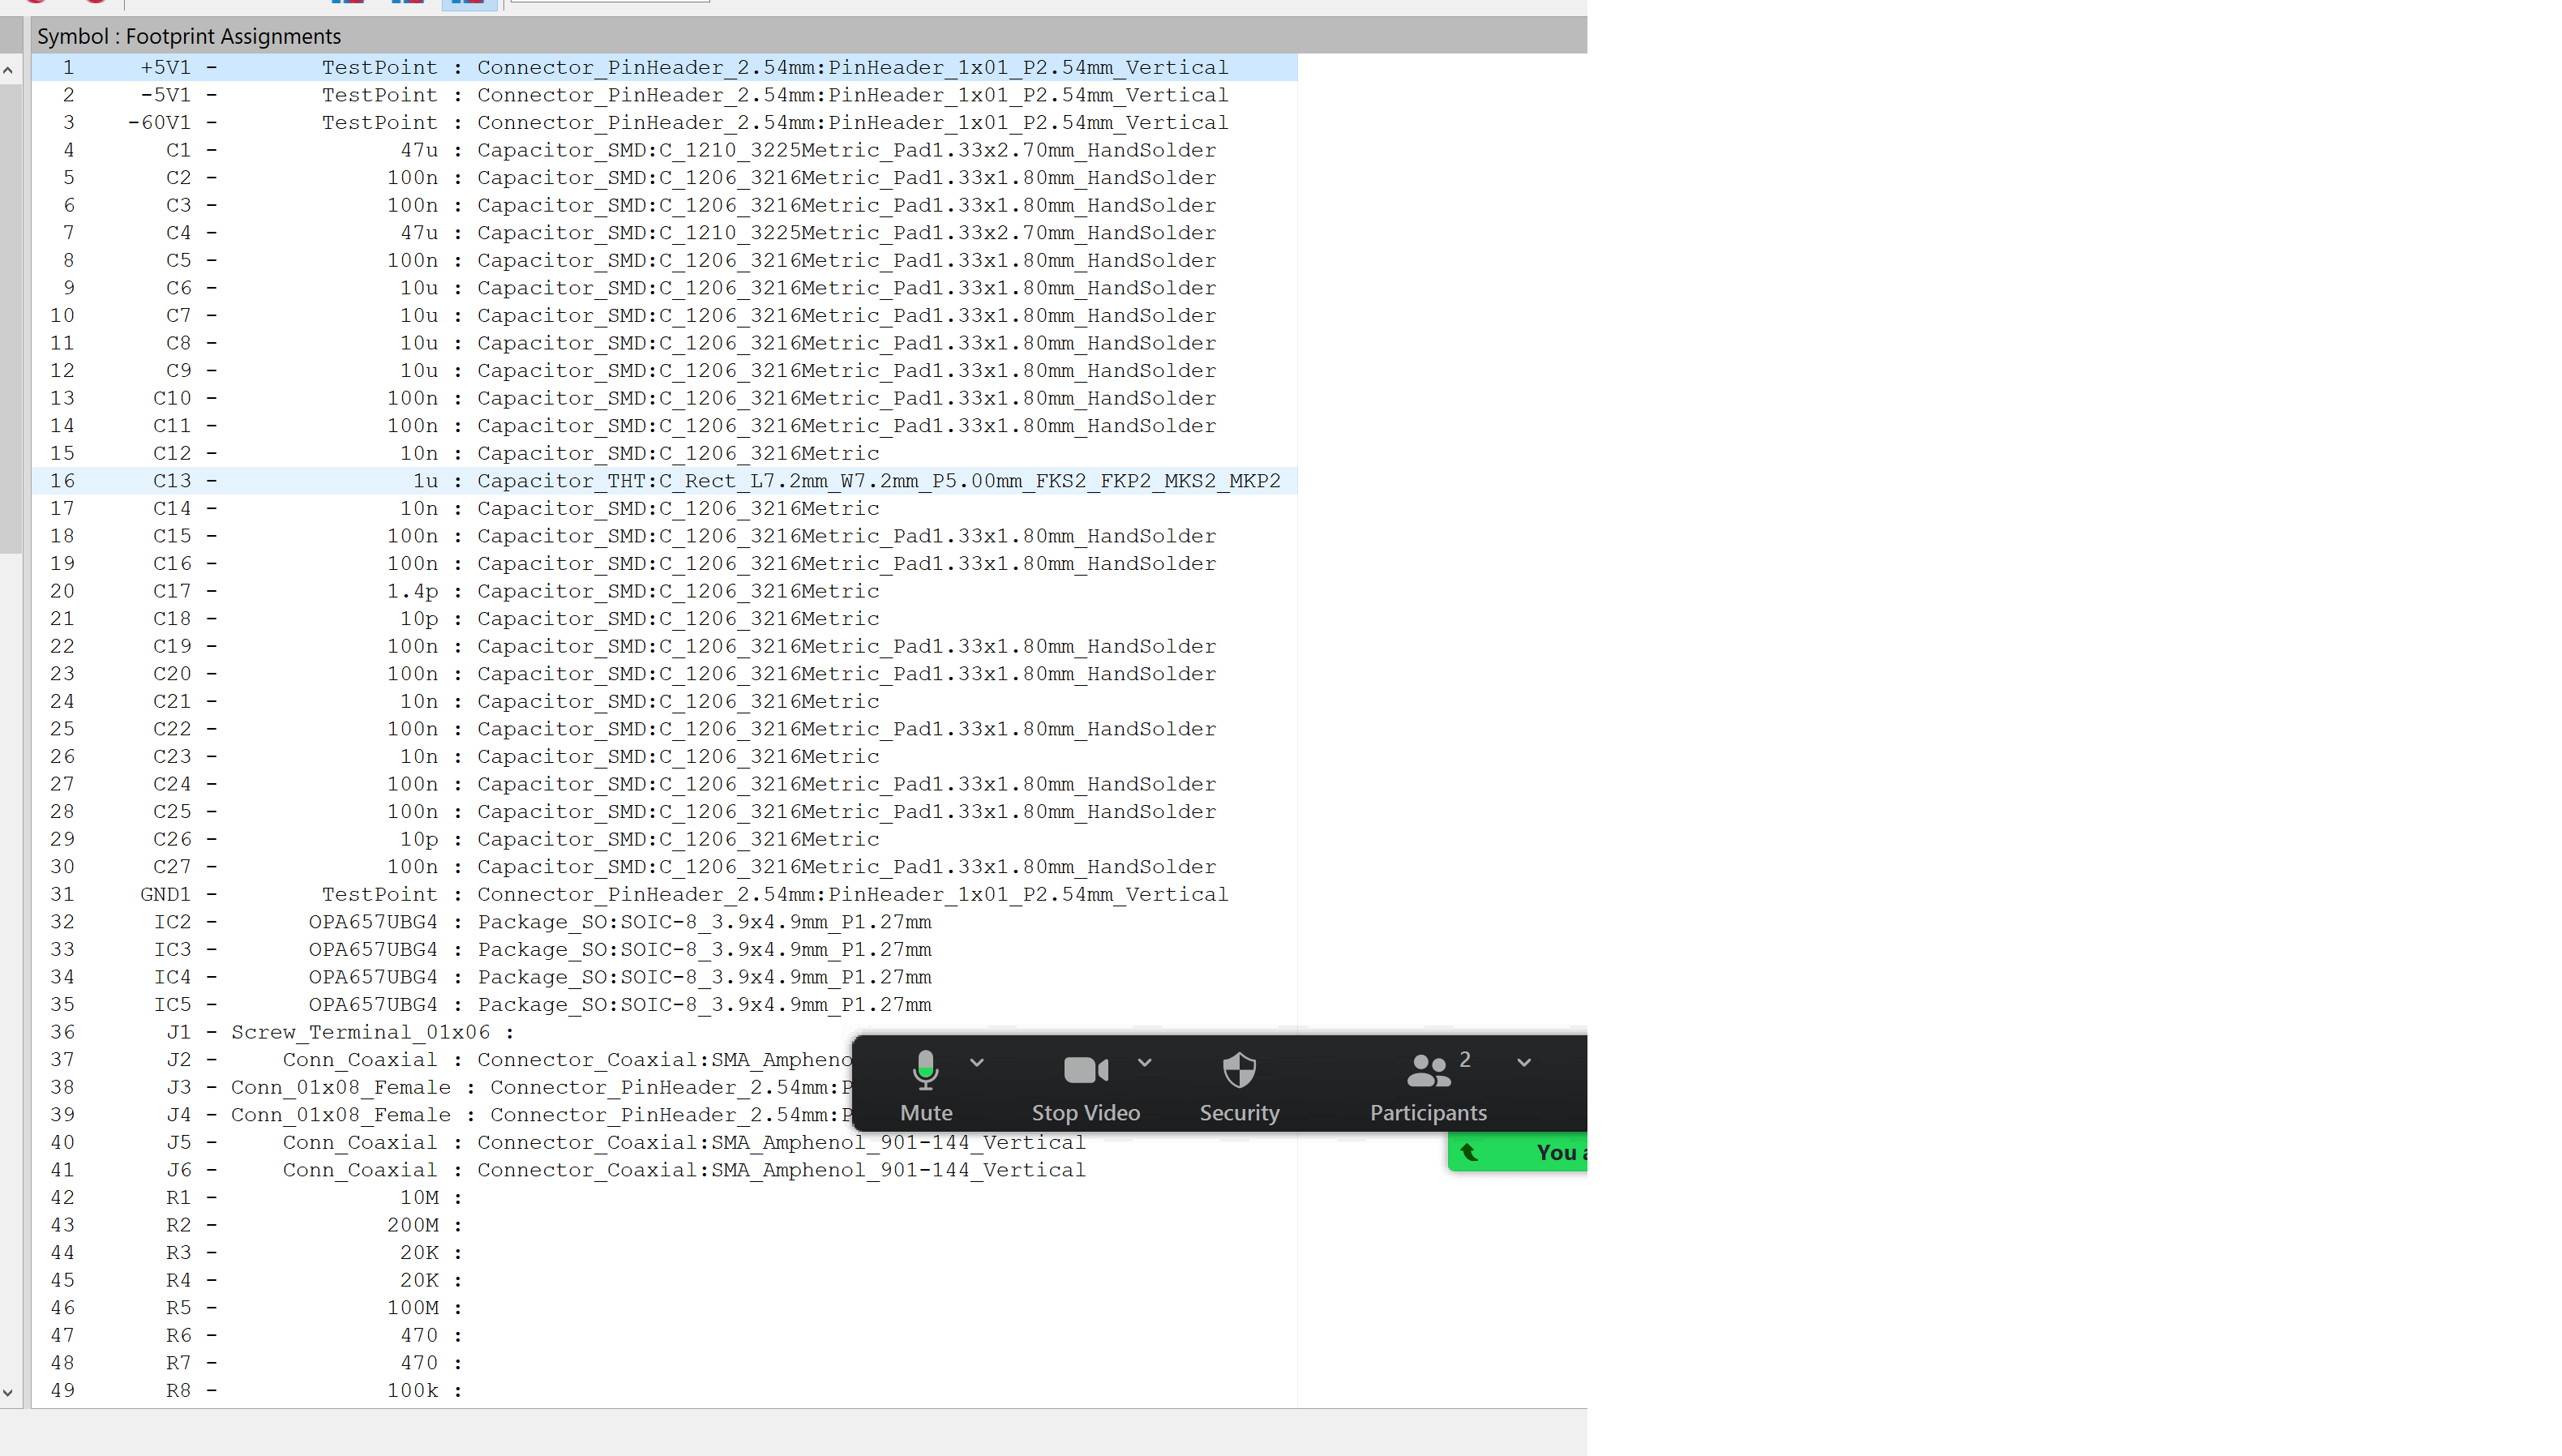 Symbol : Footprint Assignments
1 +5V1 - TestPoint : Connector_PinHeader_2.54mm:PinHeader_1x01_P2.54mm_Vertical
2 -5V1 - TestPoint : Connector_PinHeader_2.54mm:PinHeader_1x01_P2.54mm_Vertical
3 -60V1 - TestPoint : Connector_PinHeader_2.54mm:PinHeader_1x01_P2.54mm_Vertical
4 C1 - 47u : Capacitor_SMD:C_1210_3225Metric_Pad1.33x2.70mm_HandSolder
5 C2 - 100n : Capacitor_SMD:C_1206_3216Metric_Pad1.33x1.80mm_HandSolder
6 C3 - 100n : Capacitor_SMD:C_1206_3216Metric_Pad1.33x1.80mm_HandSolder
7 C4 - 47u : Capacitor_SMD:C_1210_3225Metric_Pad1.33x2.70mm_HandSolder
8 C5 - 100n : Capacitor_SMD:C_1206_3216Metric_Pad1.33x1.80mm_HandSolder
9 C6 - 10u : Capacitor_SMD:C_1206_3216Metric_Pad1.33x1.80mm_HandSolder
10 C7 - 10u : Capacitor_SMD:C_1206_3216Metric_Pad1.33x1.80mm_HandSolder
11 C8 - 10u : Capacitor_SMD:C_1206_3216Metric_Pad1.33x1.80mm_HandSolder
12 C9 - 10u : Capacitor_SMD:C_1206_3216Metric_Pad1.33x1.80mm_HandSolder
13 C10 - 100n : Capacitor_SMD:C_1206_3216Metric_Pad1.33x1.80mm_HandSolder
14 C11 - 100n : Capacitor_SMD:C_1206_3216Metric_Pad1.33x1.80mm_HandSolder
15 C12 - 10n : Capacitor_SMD:C_1206_3216Metric
16 C13 - 1u : Capacitor_THT:C_Rect_L7.2mm_W7.2mm_P5.00mm_FKS2_FKP2_MKS2_MKP2
17 C14 - 10n : Capacitor_SMD:C_1206_3216Metric
18 C15 - 100n : Capacitor_SMD:C_1206_3216Metric_Pad1.33x1.80mm_HandSolder
19 C16 - 100n : Capacitor_SMD:C_1206_3216Metric_Pad1.33x1.80mm_HandSolder
20 C17 - 1.4p : Capacitor_SMD:C_1206_3216Metric
21 C18 - 10p : Capacitor_SMD:C_1206_3216Metric
22 C19 - 100n : Capacitor_SMD:C_1206_3216Metric_Pad1.33x1.80mm_HandSolder
23 C20 - 100n : Capacitor_SMD:C_1206_3216Metric_Pad1.33x1.80mm_HandSolder
24 C21 - 10n : Capacitor_SMD:C_1206_3216Metric
25 C22 - 100n : Capacitor_SMD:C_1206_3216Metric_Pad1.33x1.80mm_HandSolder
26 C23 - 10n : Capacitor_SMD:C_1206_3216Metric
27 C24 - 100n : Capacitor_SMD:C_1206_3216Metric_Pad1.33x1.80mm_HandSolder
28 C25 - 100n : Capacitor_SMD:C_1206_3216Metric_Pad1.33x1.80mm_HandSolder
29 C26 - 10p : Capacitor_SMD:C_1206_3216Metric
30 C27 - 100n : Capacitor_SMD:C_1206_3216Metric_Pad1.33x1.80mm_HandSolder
31 GND1 - TestPoint : Connector_PinHeader_2.54mm:PinHeader_1x01_P2.54mm_Vertical
32 IC2 - OPA657UBG4 : Package_SO:SOIC-8_3.9x4.9mm_P1.27mm
33 IC3 - OPA657UBG4 : Package_SO:SOIC-8_3.9x4.9mm_P1.27mm
34 IC4 - OPA657UBG4 : Package_SO:SOIC-8_3.9x4.9mm_P1.27mm
35 IC5 - OPA657UBG4 : Package_SO:SOIC-8_3.9x4.9mm_P1.27mm
36 J1 - Screw_Terminal_01x06 :
37 J2 - Conn_Coaxial : Connector_Coaxial:SMA_Ampheno
38 J3 - Conn_01x08_Female : Connector_PinHeader_2.54mm:P
39 J4 - Conn_01x08_Female : Connector_PinHeader_2.54mm:P
40 J5 - Conn_Coaxial : Connector_Coaxial:SMA_Amphenol_901-144_Vertical
41 J6 - Conn_Coaxial : Connector_Coaxial:SMA_Amphenol_901-144_Vertical
42 R1 - 10M :
43 R2 - 200M :
44 R3 - 20K :
45 R4 - 20K :
46 R5 - 100M :
47 R6 - 470 :
48 R7 - 470 :
49 R8 - 100k :
Mute Stop Video Security Participants 2
You a